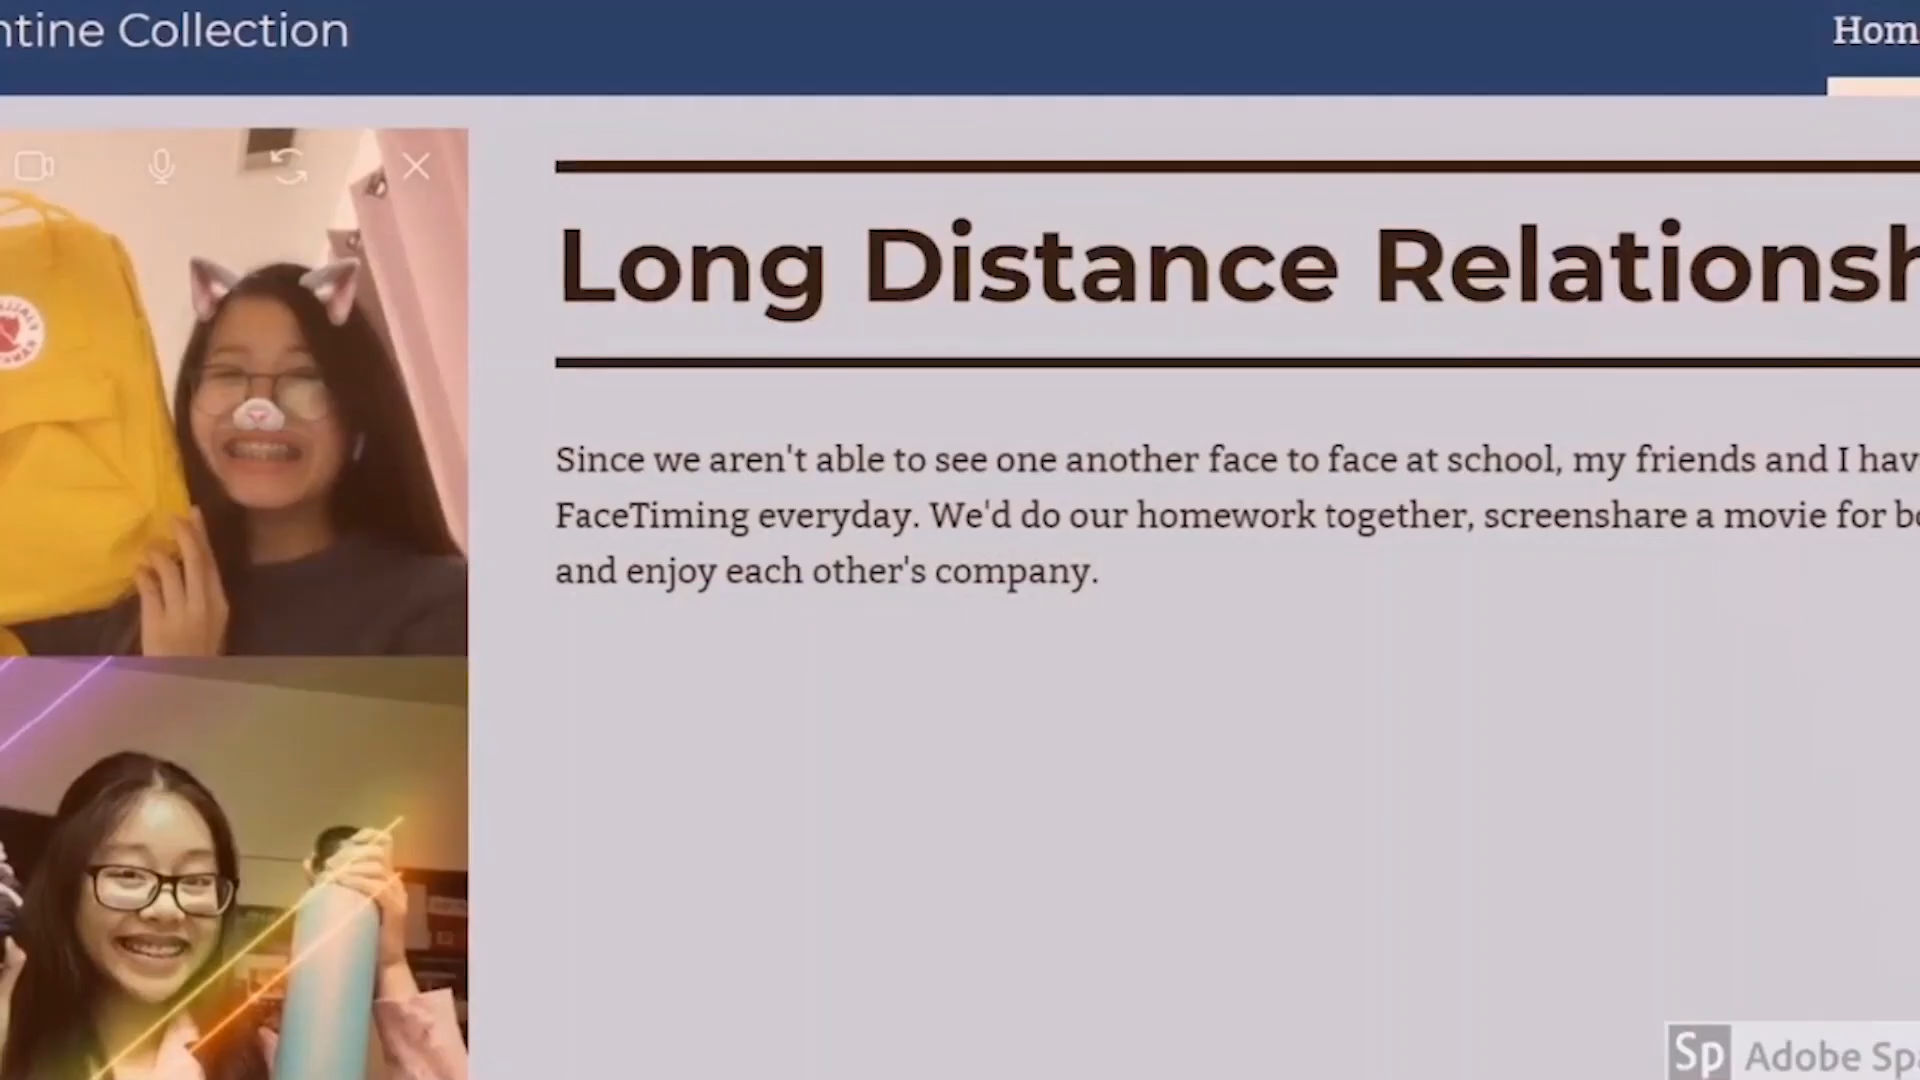 ntine Collection
Hom
Long Distance Relationsh
Since we aren't able to see one another face to face at school, my friends and I hav
FaceTiming everyday. We'd do our homework together, screenshare a movie for bo
and enjoy each other's company.
Sp Adobe Spa